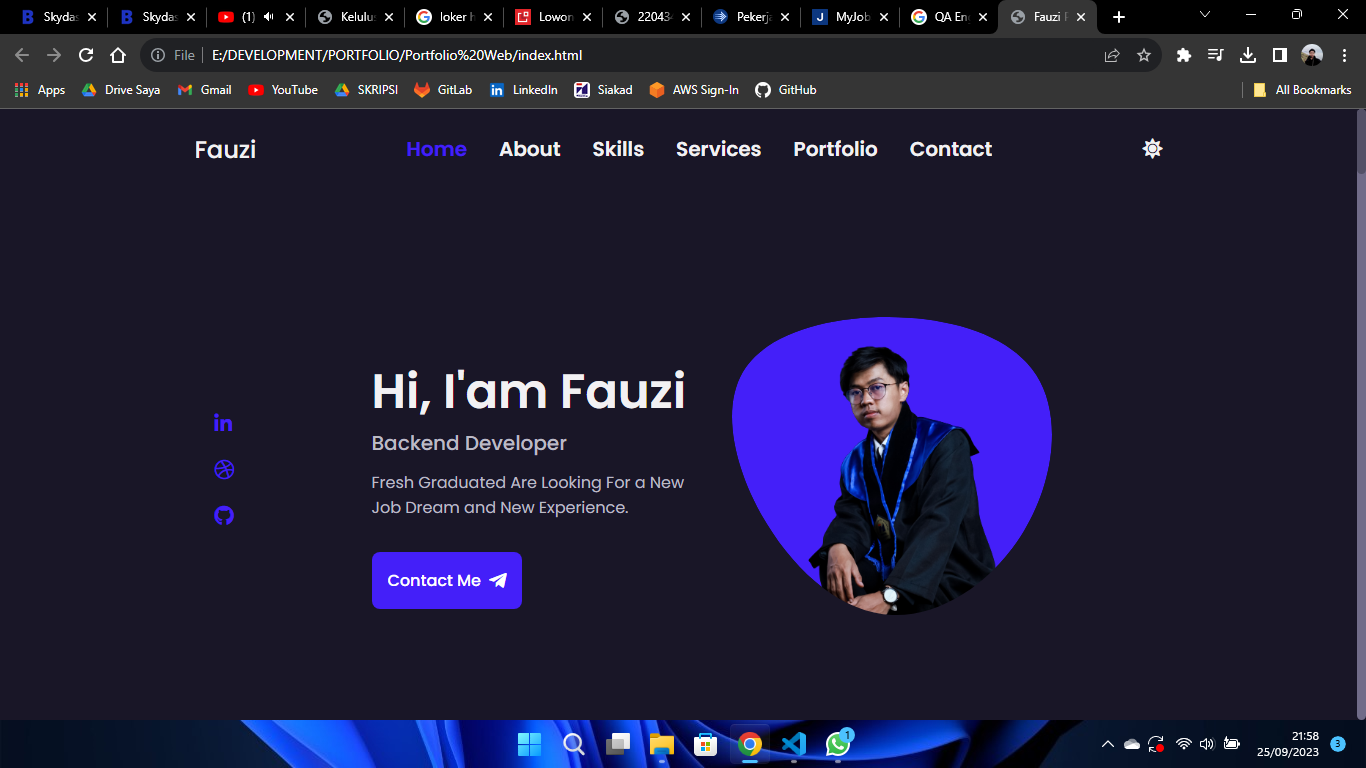 Skydas
Skydas
(1)
Kelulus
loker h
Lowon
22043
Pekerja
MyJob
QA En
Fauzi P
File
E:/DEVELOPMENT/PORTFOLIO/Portfolio%20Web/index.html
Apps
Drive Saya
Gmail
YouTube
SKRIPSI
GitLab
LinkedIn
Siakad
AWS Sign-In
GitHub
All Bookmarks
Fauzi
Home
About
Skills
Services
Portfolio
Contact
Hi, I'am Fauzi
Backend Developer
Fresh Graduated Are Looking For a New
Job Dream and New Experience.
Contact Me
1
21:58
25/09/2023
3